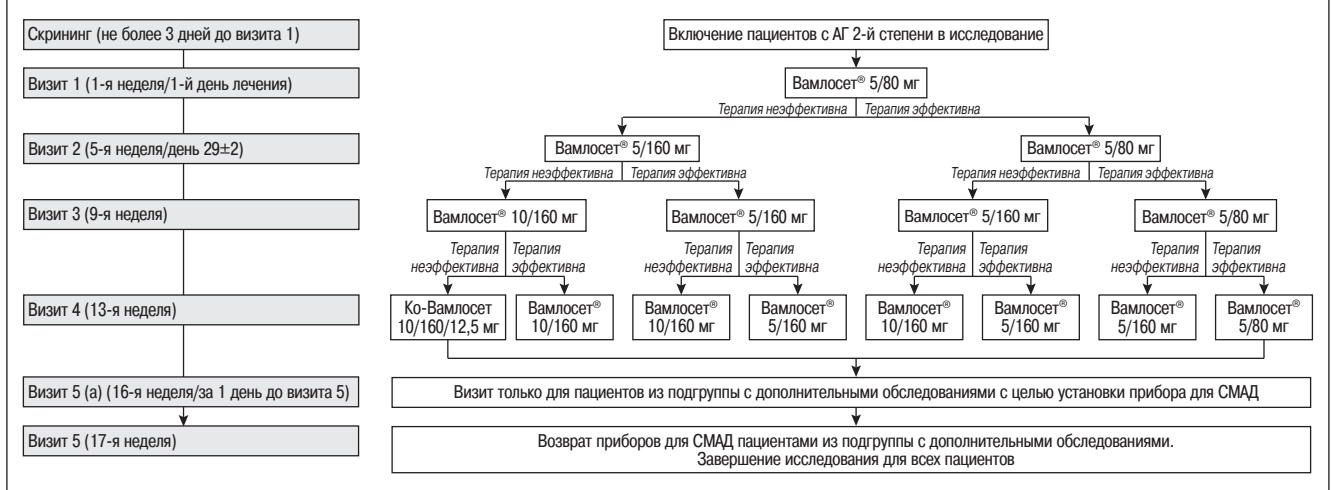 Скрининг (не более 3 дней до визита 1)
Включение пациентов с АГ 2-й степени в исследование
Визит 1 (1-я неделя/1-й день лечения)
Вамлосет® 5/80 мг
Терапия неэффективна
Терапия эффективна
Визит 2 (5-я неделя/день 29±2)
Вамлосет® 5/160 мг
Вамлосет® 5/80 мг
Терапия неэффективна
Терапия эффективна
Терапия неэффективна
Терапия эффективна
Визит 3 (9-я неделя)
Вамлосет® 10/160 мг
Вамлосет® 5/160 мг
Вамлосет® 5/160 мг
Вамлосет® 5/80 мг
Терапия
неэффективна
Терапия
эффективна
Терапия
неэффективна
Терапия
эффективна
Терапия
неэффективна
Терапия
эффективна
Терапия
неэффективна
Терапия
эффективна
Визит 4 (13-я неделя)
Ко-Вамлосет
10/160/12,5 мг
Вамлосет®
10/160 мг
Вамлосет®
10/160 мг
Вамлосет®
5/160 мг
Вамлосет®
10/160 мг
Вамлосет®
5/160 мг
Вамлосет®
5/160 мг
Вамлосет®
5/80 мг
Визит 5 (а) (16-я неделя/за 1 день до визита 5)
Визит только для пациентов из подгруппы с дополнительными обследованиями с целью установки прибора для СМАД
Визит 5 (17-я неделя)
Возврат приборов для СМАД пациентами из подгруппы с дополнительными обследованиями.
Завершение исследования для всех пациентов